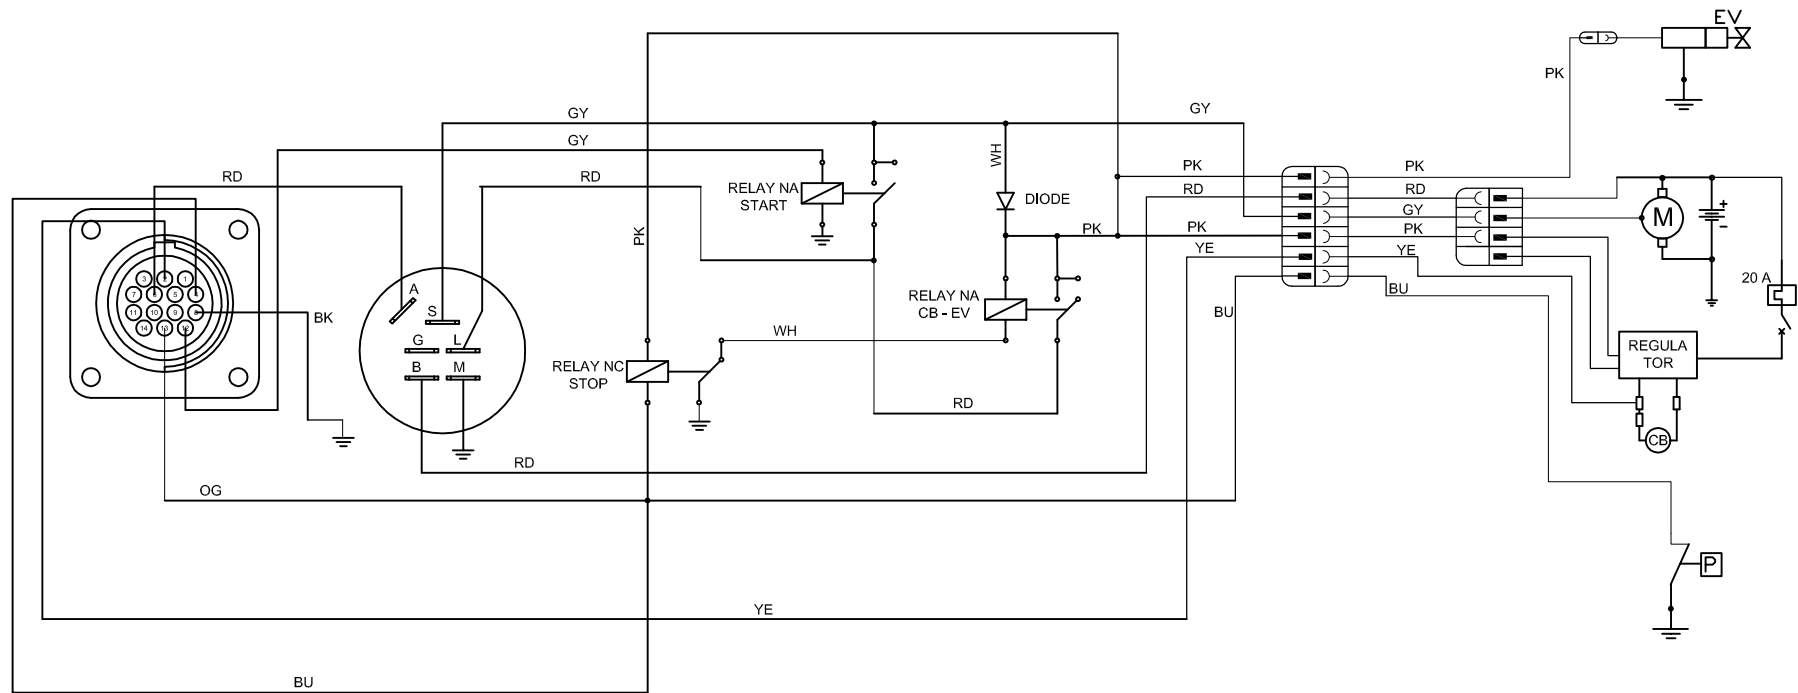 EV
PK
PK
GY
GY
GY
WH
RD
RD
RELAY NA
START
DIODE
PK
RD
PK
RD
GY
PK
PK
PK
YE
YE
M
+
-
A
S
G
L
B
M
3
2
1
7
6
5
4
11
10
9
8
14
13
12
BK
RELAY NA
CB - EV
WH
BU
BU
20 A
RELAY NC
STOP
REGULA
TOR
RD
CB
RD
OG
P
YE
BU